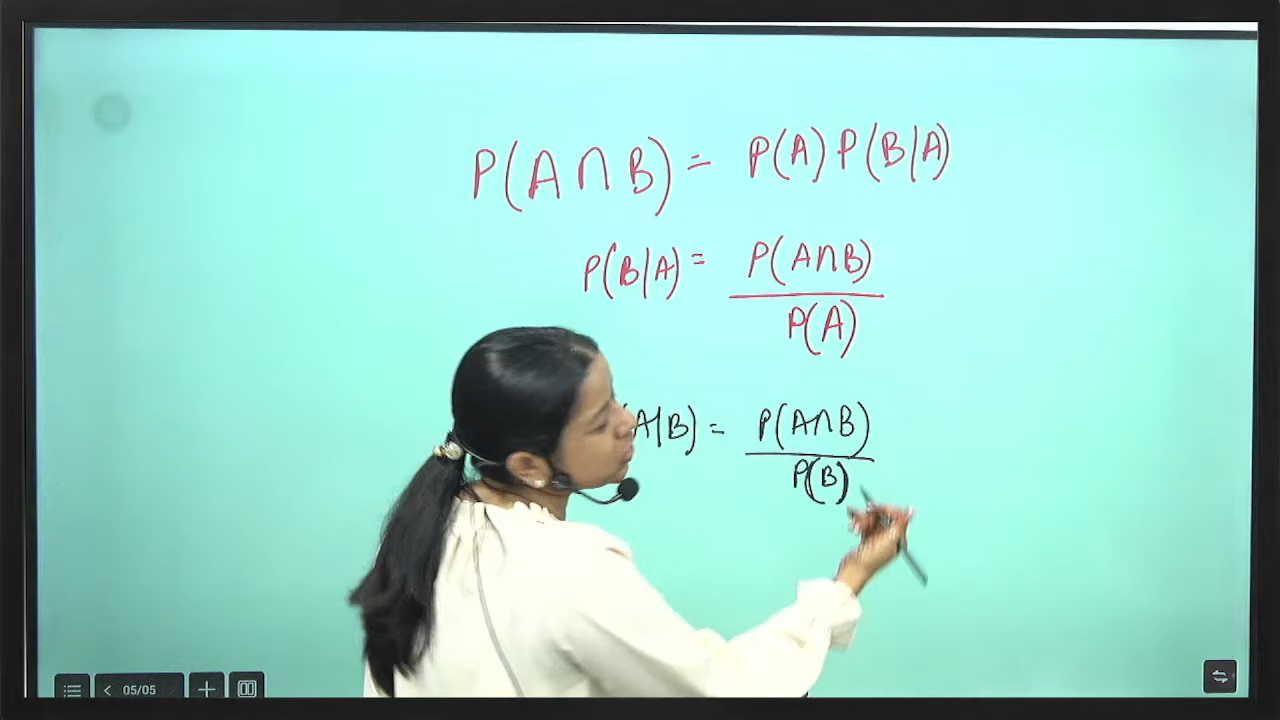 P(A∩B) = P(A) P(B|A)
P(B|A) = P(A∩B)
P(A)
(A|B) = P(A∩B)
P(B)
05/05